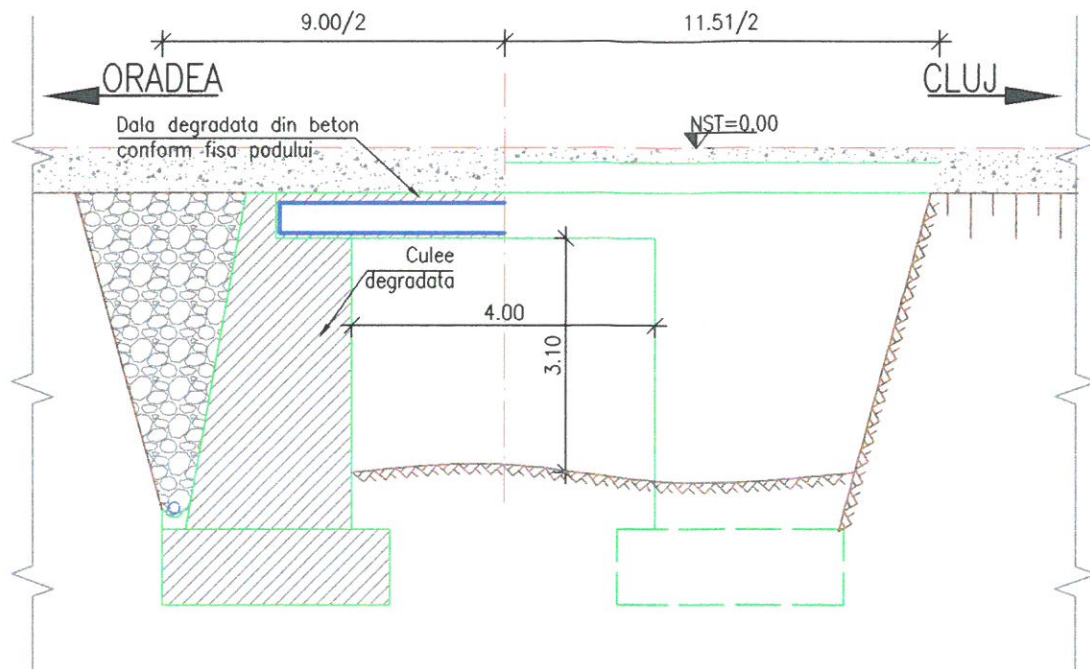 9.00/2
11.51/2
ORADEA
CLUJ
Dala degradata din beton
conform fisa podului
NST=0.00
Culee
degradata
4.00
3.10